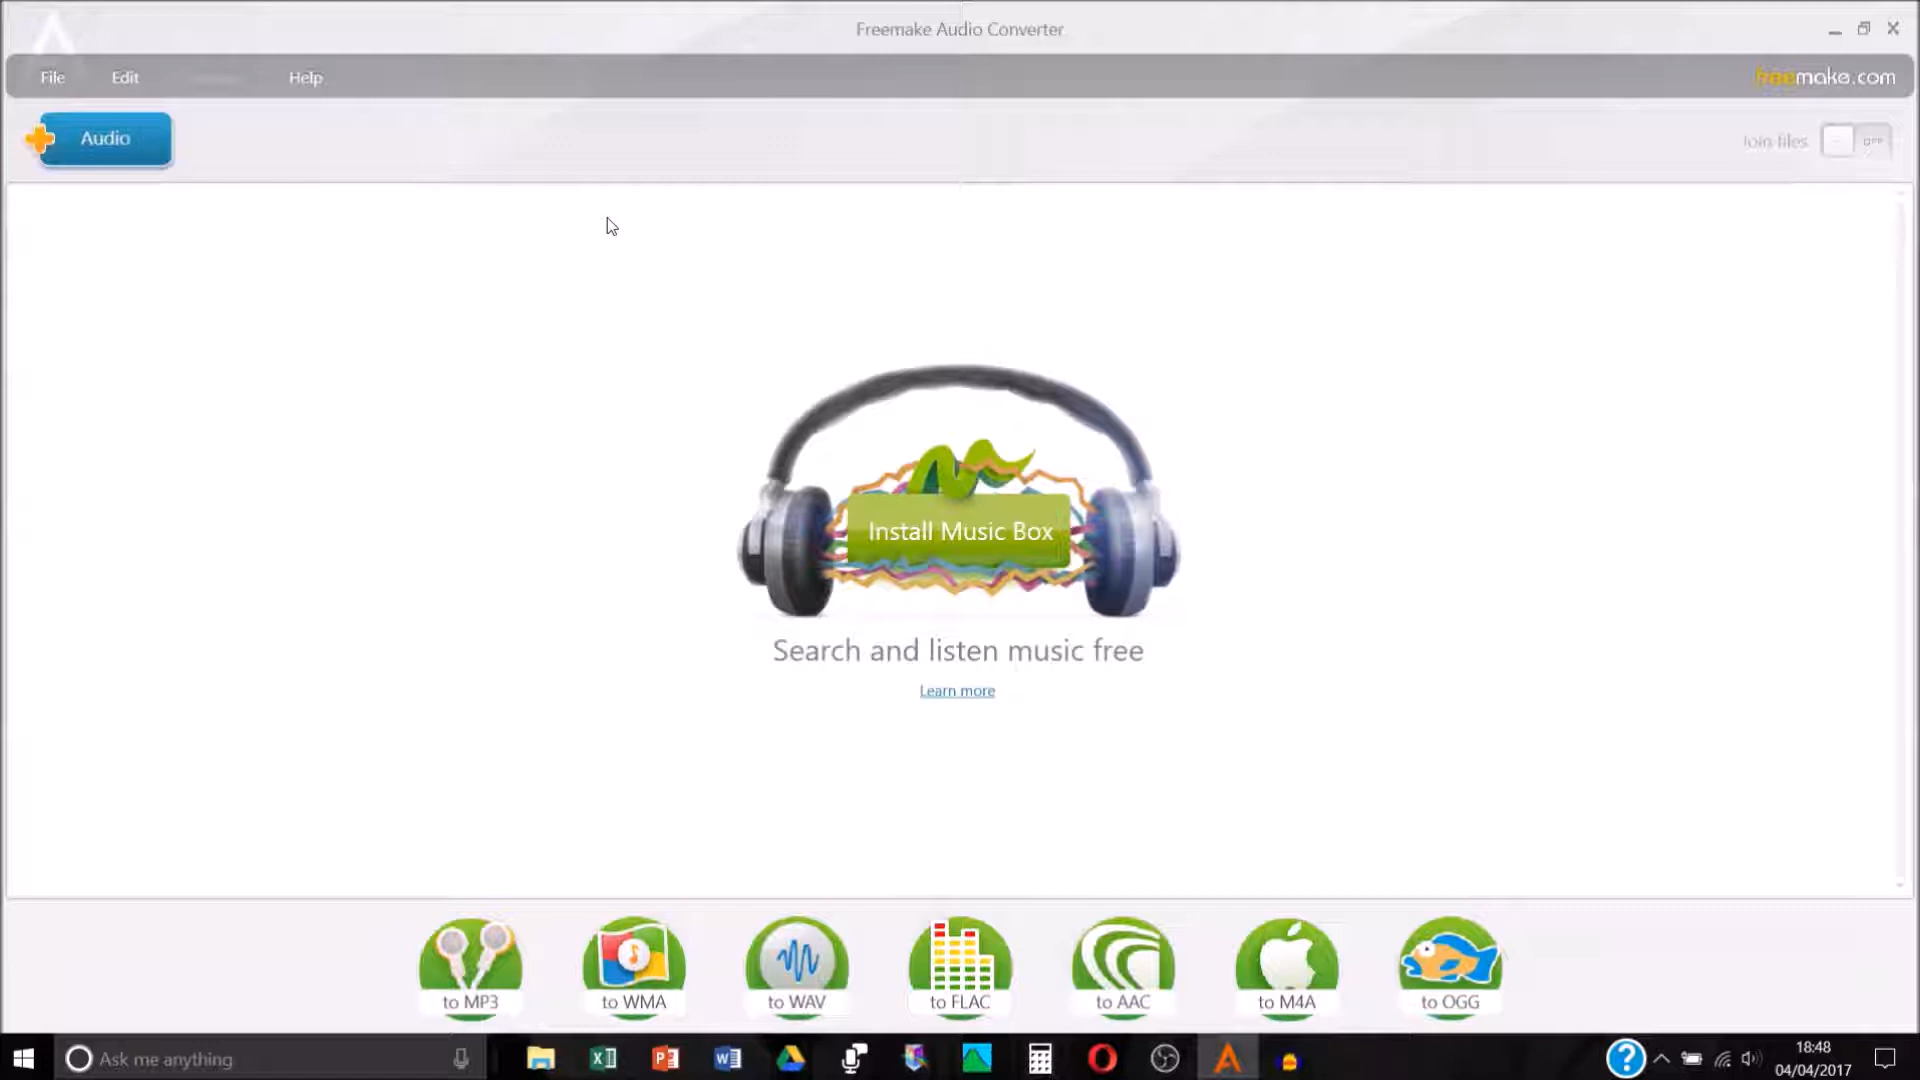 Freemake Audio Converter
File Edit Help
freemake.com
Audio
Join files OFF
Install Music Box
Search and listen music free
Learn more
to MP3 to WMA to WAV to FLAC to AAC to M4A to OGG
Ask me anything
18:48
04/04/2017